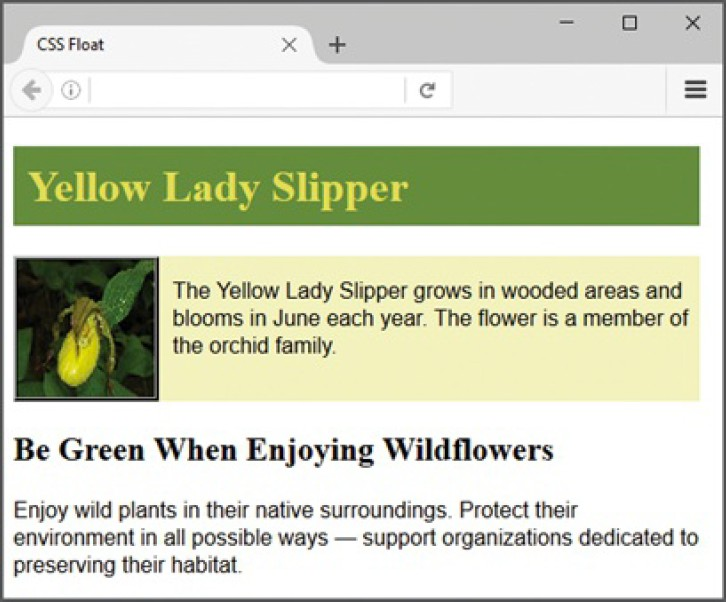 CSS Float
Yellow Lady Slipper
The Yellow Lady Slipper grows in wooded areas and
blooms in June each year. The flower is a member of
the orchid family.
Be Green When Enjoying Wildflowers
Enjoy wild plants in their native surroundings. Protect their
environment in all possible ways — support organizations dedicated to
preserving their habitat.